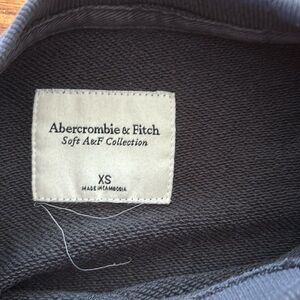 Abercrombie & Fitch
Soft A&F Collection
XS
MADE IN CAMBODIA